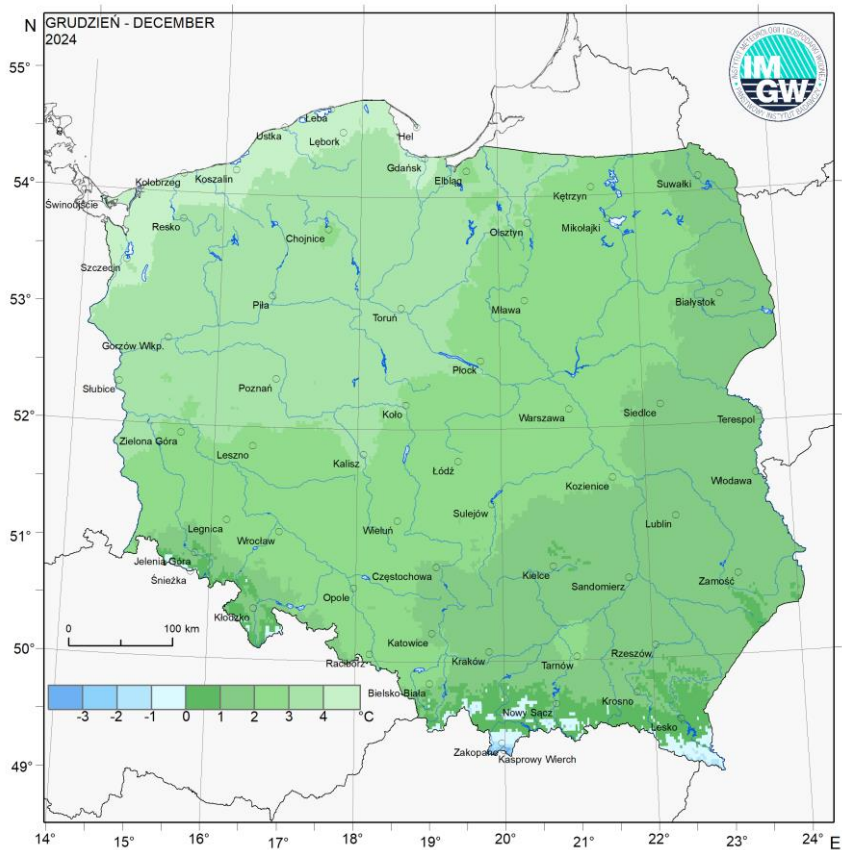 GRUDZIEŃ - DECEMBER
2024
N
IMGW
55°
54°
53°
52°
51°
50°
49°
Łeba
Ustka
Lębork
Hel
Gdańsk
Kołobrzeg
Koszalin
Elbląg
Kętrzyn
Suwałki
Świnoujście
Resko
Chojnice
Olsztyn
Mikołajki
Szczecin
Piła
Toruń
Mława
Białystok
Gorzów Wlkp.
Płock
Słubice
Poznań
Koło
Warszawa
Siedlce
Terespol
Zielona Góra
Leszno
Kalisz
Łódź
Kozienice
Włodawa
Legnica
Wrocław
Wieluń
Sulejów
Lublin
Jelenia Góra
Śnieżka
Częstochowa
Kielce
Sandomierz
Zamość
Kłodzko
Opole
0 100 km
Katowice
Kraków
Tarnów
Rzeszów
Racibórz
Bielsko-Biała
Nowy Sącz
Krosno
Lesko
-3 -2 -1 0 1 2 3 4 °C
Zakopane
Kasprowy Wierch
14° 15° 16° 17° 18° 19° 20° 21° 22° 23° E